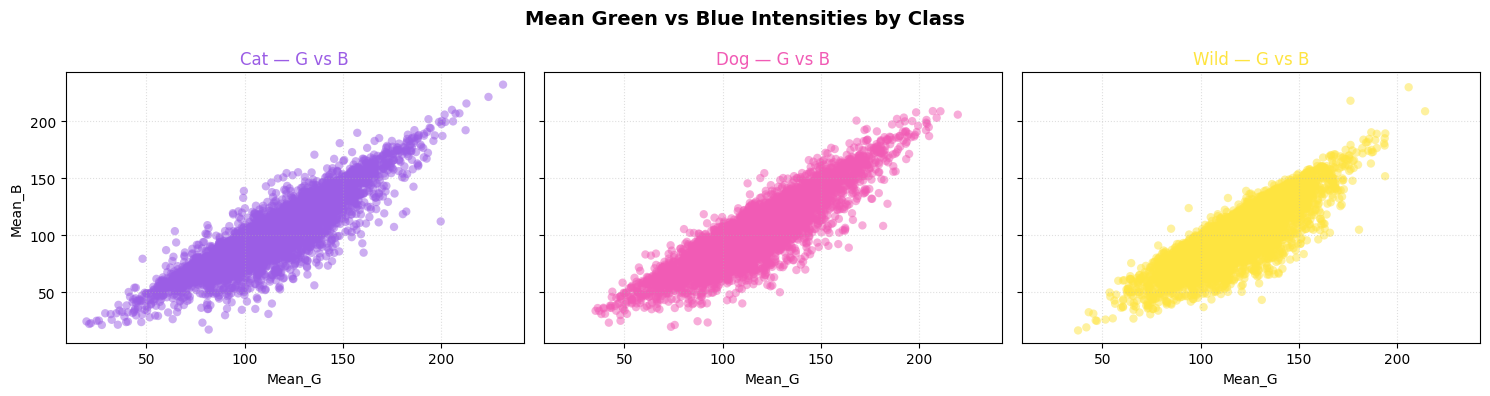 Mean Green vs Blue Intensities by Class
Cat — G vs B
Dog — G vs B
Wild — G vs B
Mean_B
200
150
100
50
50 100 150 200
50 100 150 200
50 100 150 200
Mean_G
Mean_G
Mean_G